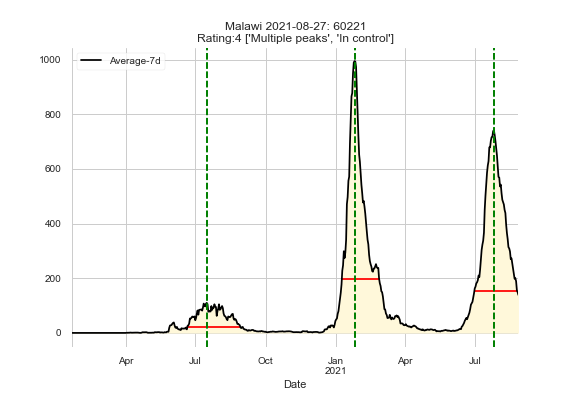 Malawi 2021-08-27: 60221
Rating:4 ['Multiple peaks', 'In control']
Average-7d
1000
800
600
400
200
0
Apr
Jul
Oct
Jan
2021
Apr
Jul
Date